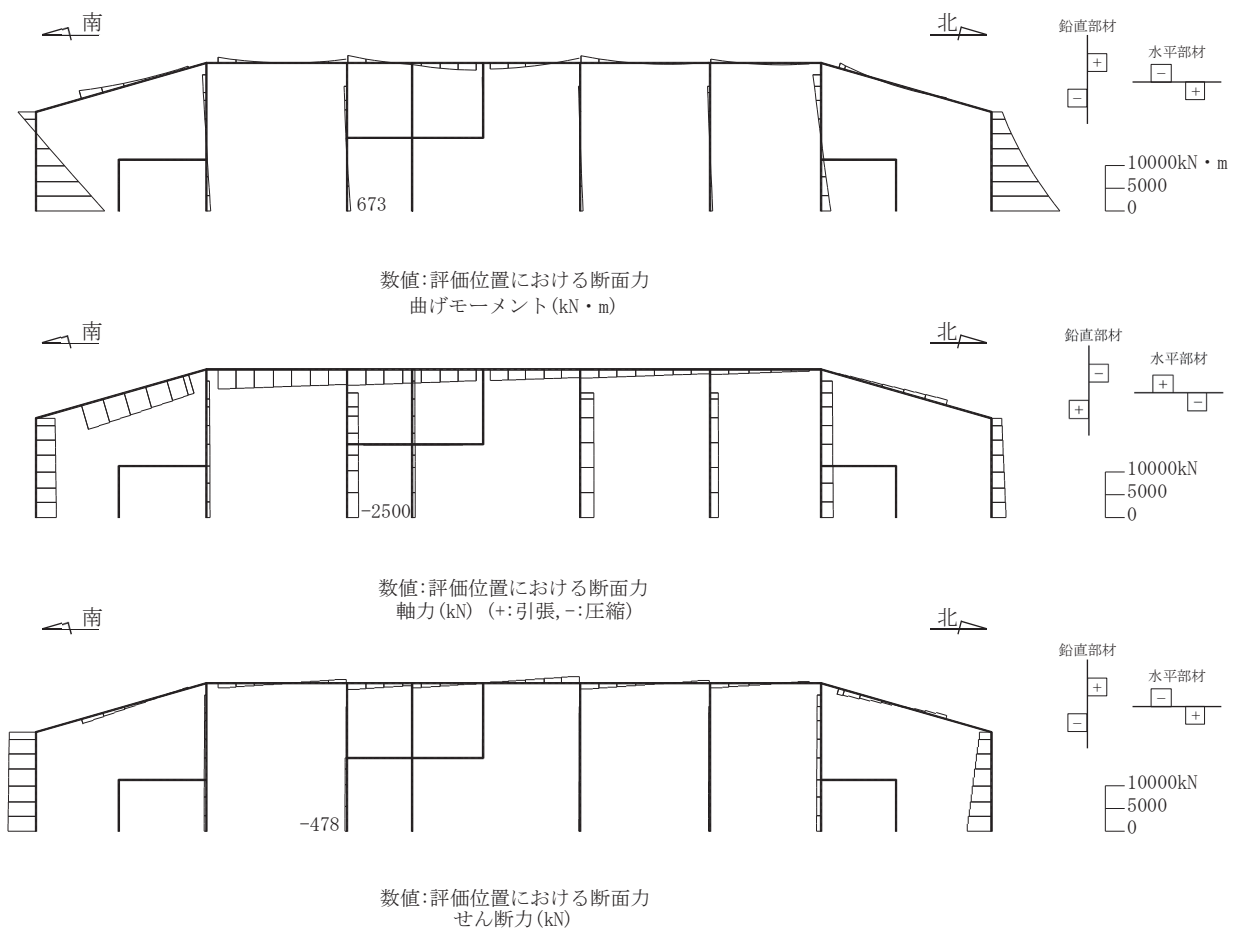 南
北
鉛直部材
水平部材
+
−
−
+
10000kN・m
5000
0
673
数値:評価位置における断面力
曲げモーメント(kN・m)
南
北
鉛直部材
水平部材
−
+
+
−
10000kN
5000
0
−2500
数値:評価位置における断面力
軸力(kN) (+:引張,−:圧縮)
南
北
鉛直部材
水平部材
+
−
−
+
10000kN
5000
0
−478
数値:評価位置における断面力
せん断力(kN)